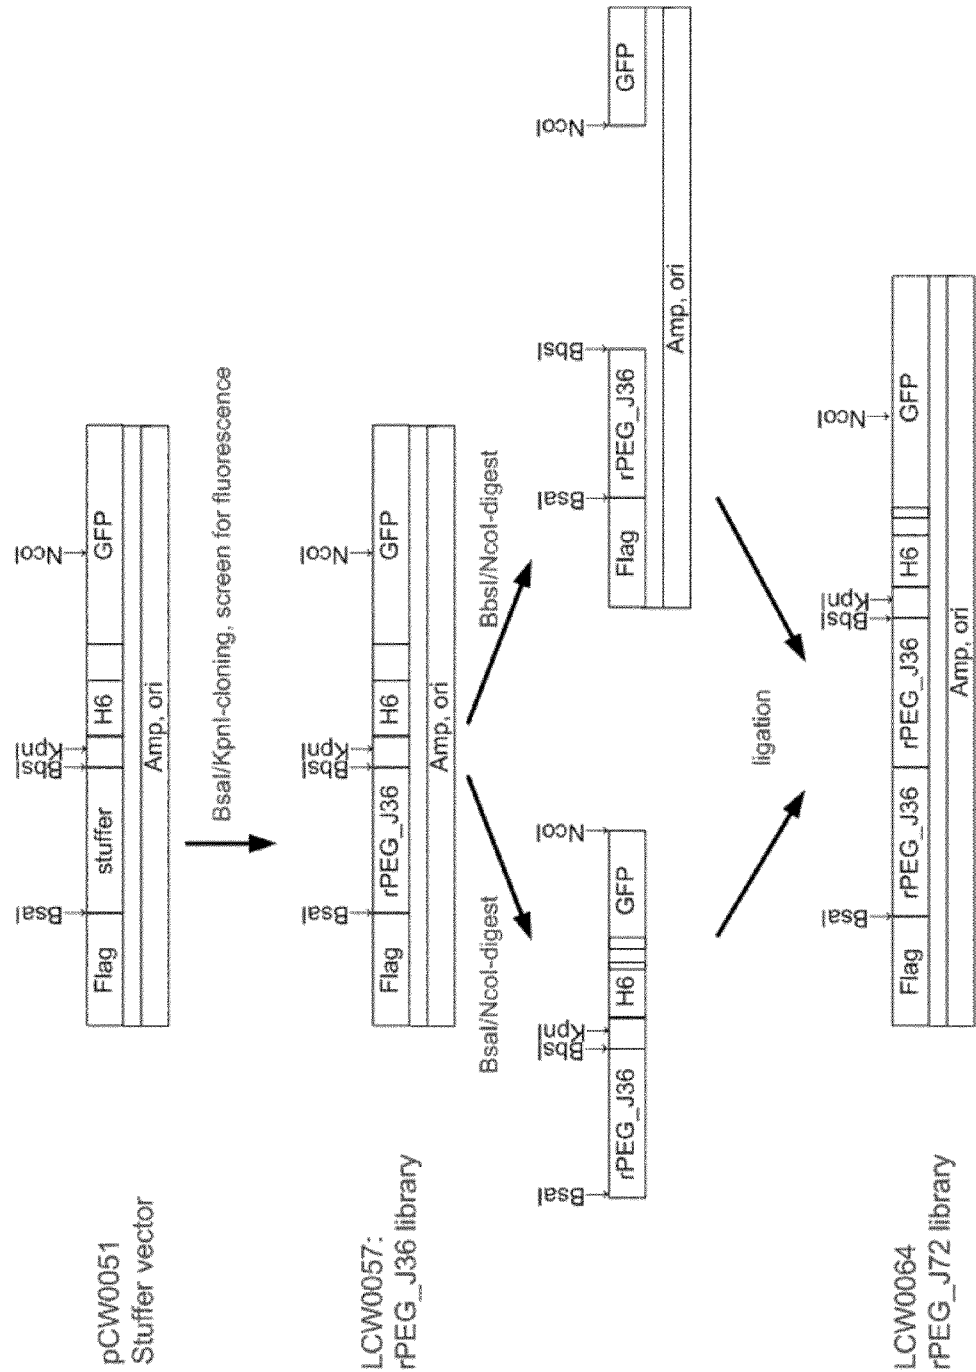 pCW0051
Stuffer vector
BsaI
BbsI
KpnI
NcoI
Flag
stuffer
H6
GFP
Amp, ori
BsaI/KpnI-cloning, screen for fluorescence
LCW0057:
rPEG_J36 library
BsaI
BbsI
KpnI
NcoI
Flag
rPEG_J36
H6
GFP
Amp, ori
BsaI/NcoI-digest
BbsI/NcoI-digest
BsaI
BbsI
KpnI
NcoI
rPEG_J36
H6
GFP
BsaI
BbsI
NcoI
Flag
rPEG_J36
GFP
Amp, ori
ligation
LCW0064
rPEG_J72 library
BsaI
BbsI
KpnI
NcoI
Flag
rPEG_J36
rPEG_J36
H6
GFP
Amp, ori